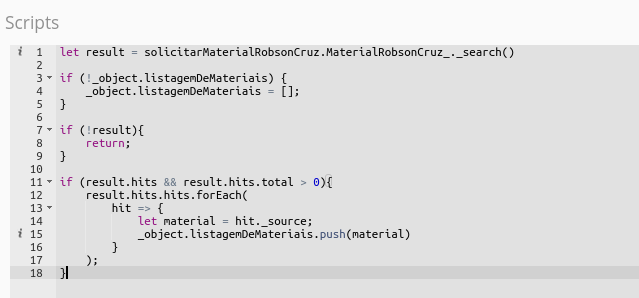 Scripts
i 1 let result = solicitarMaterialRobsonCruz.MaterialRobsonCruz_._search()
2
3 if (!_object.listagemDeMateriais) {
4     _object.listagemDeMateriais = [];
5 }
6
7 if (!result){
8     return;
9 }
10
11 if (result.hits && result.hits.total > 0){
12     result.hits.hits.forEach(
13         hit => {
14             let material = hit._source;
i 15             _object.listagemDeMateriais.push(material)
16         }
17     );
18 }